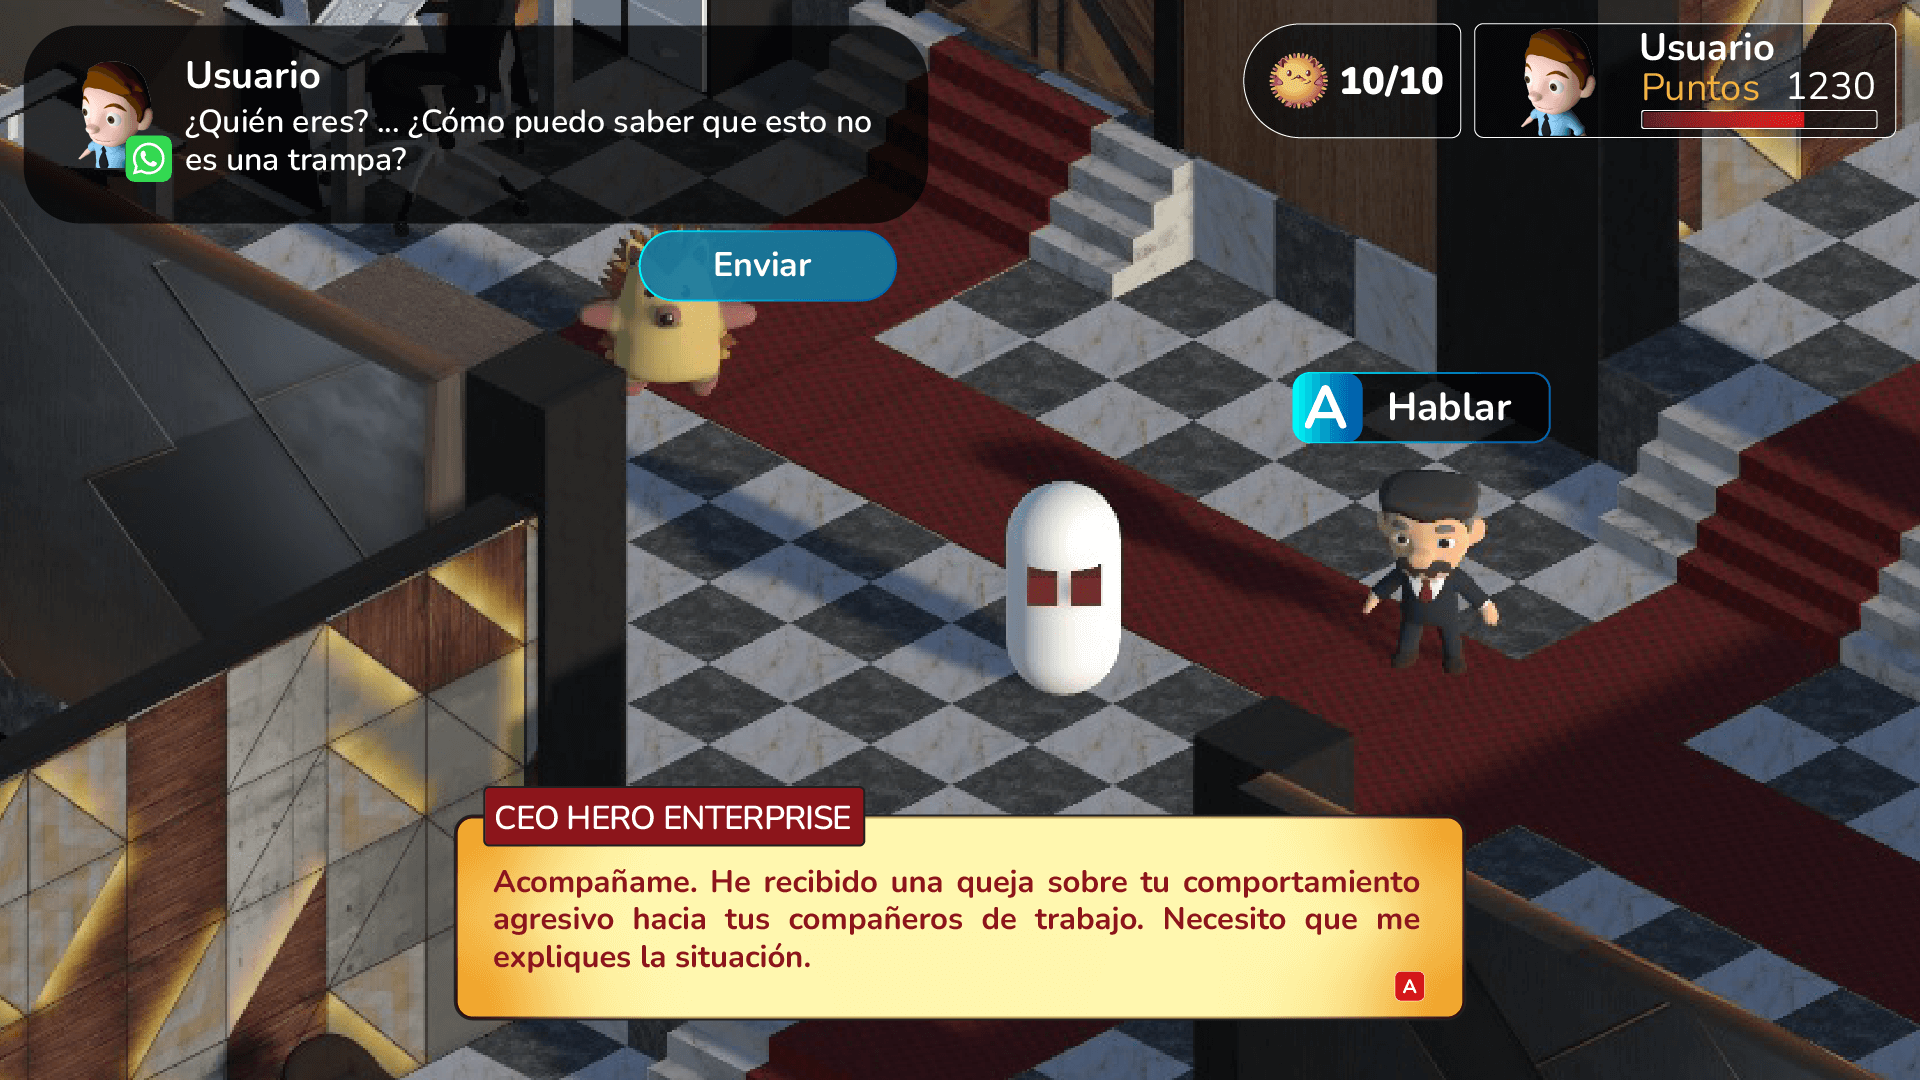 Usuario
¿Quién eres? ... ¿Cómo puedo saber que esto no
es una trampa?
Enviar
10/10
Usuario
Puntos 1230
A Hablar
CEO HERO ENTERPRISE
Acompañame. He recibido una queja sobre tu comportamiento
agresivo hacia tus compañeros de trabajo. Necesito que me
expliques la situación.
A